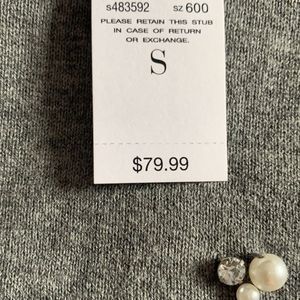 s483592 sz 600
PLEASE RETAIN THIS STUB
IN CASE OF RETURN
OR EXCHANGE.
S
$79.99